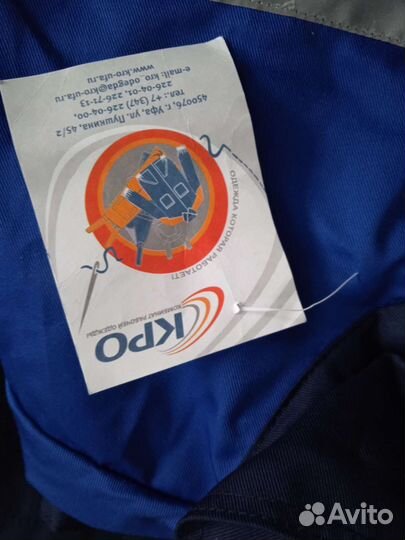 КРО
КОМБИНАТ РАБОЧЕЙ ОДЕЖДЫ
ОДЕЖДА КОТОРАЯ РАБОТАЕТ!
450076, г. Уфа, ул. Пушкина, 45/2
тел.: +7 (347) 226-04-00,
226-04-01, 226-71-13
e-mail: kro_odegda@kro-ufa.ru
www.kro-ufa.ru
Avito